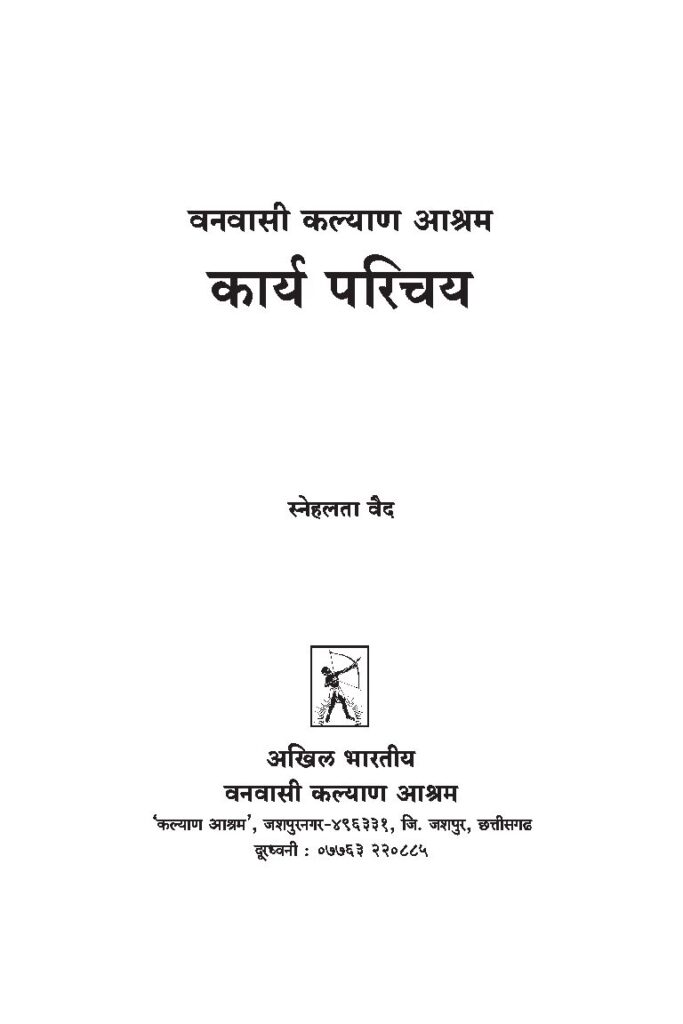 वनवासी कल्याण आश्रम
कार्य परिचय
स्नेहलता वैद
अखिल भारतीय
वनवासी कल्याण आश्रम
'कल्याण आश्रम', जशपुरनगर-४९६३३१, जि. जशपुर, छत्तीसगढ
दूरध्वनी : ०७७६३ २२०८८५